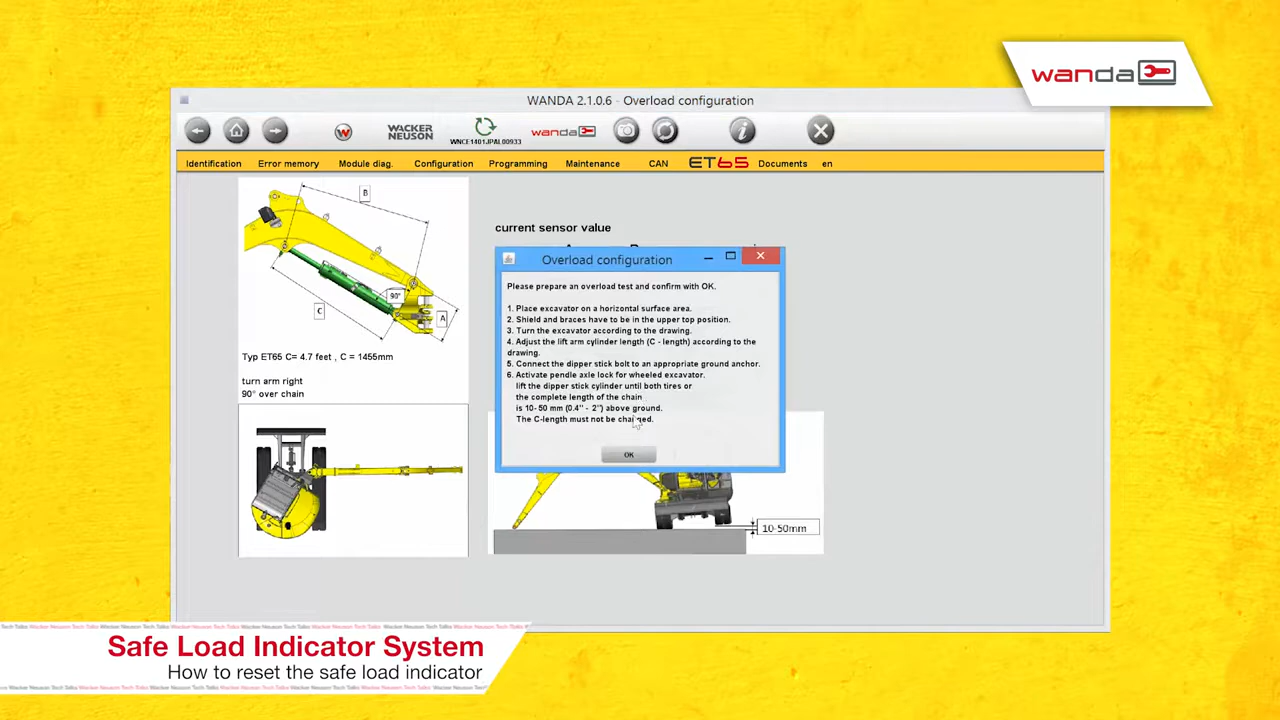 wanda
WANDA 2.1.0.6 - Overload configuration
W
WACKER
NEUSON
WNCE1401JPAL00933
wanda
i
Identification Error memory Module diag. Configuration Programming Maintenance CAN ET65 Documents en
B
90°
C
A
Typ ET65 C= 4.7 feet , C = 1455mm
turn arm right
90° over chain
current sensor value
Overload configuration
Please prepare an overload test and confirm with OK.
1. Place excavator on a horizontal surface area.
2. Shield and braces have to be in the upper top position.
3. Turn the excavator according to the drawing.
4. Adjust the lift arm cylinder length (C - length) according to the
drawing.
5. Connect the dipper stick bolt to an appropriate ground anchor.
6. Activate pendle axle lock for wheeled excavator.
lift the dipper stick cylinder until both tires or
the complete length of the chain
is 10- 50 mm (0.4'' - 2'') above ground.
The C-length must not be changed.
OK
10-50mm
Safe Load Indicator System
How to reset the safe load indicator